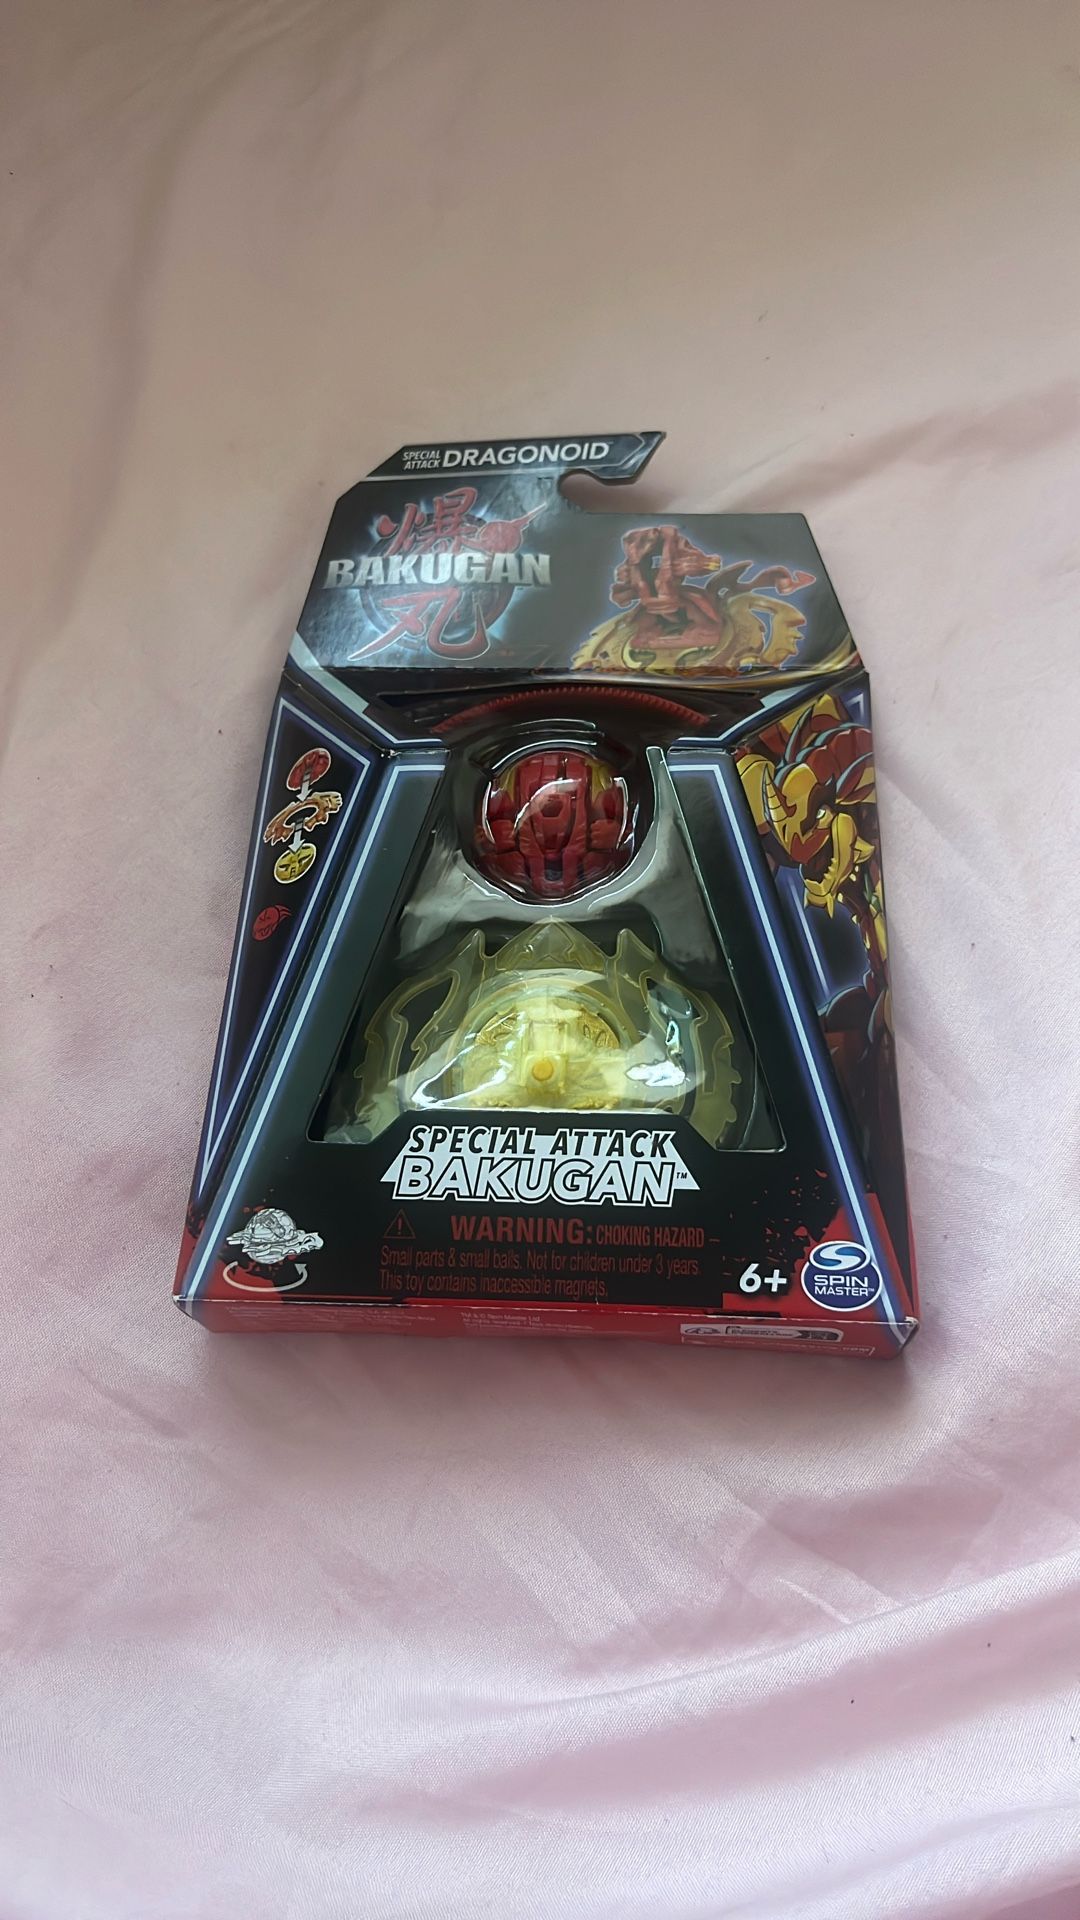 SPECIAL
ATTACK DRAGONOID
爆
BAKUGAN
丸
SPECIAL ATTACK
BAKUGAN™
WARNING: CHOKING HAZARD –
Small parts & small balls. Not for children under 3 years.
This toy contains inaccessible magnets.
6+
SPIN
MASTER™